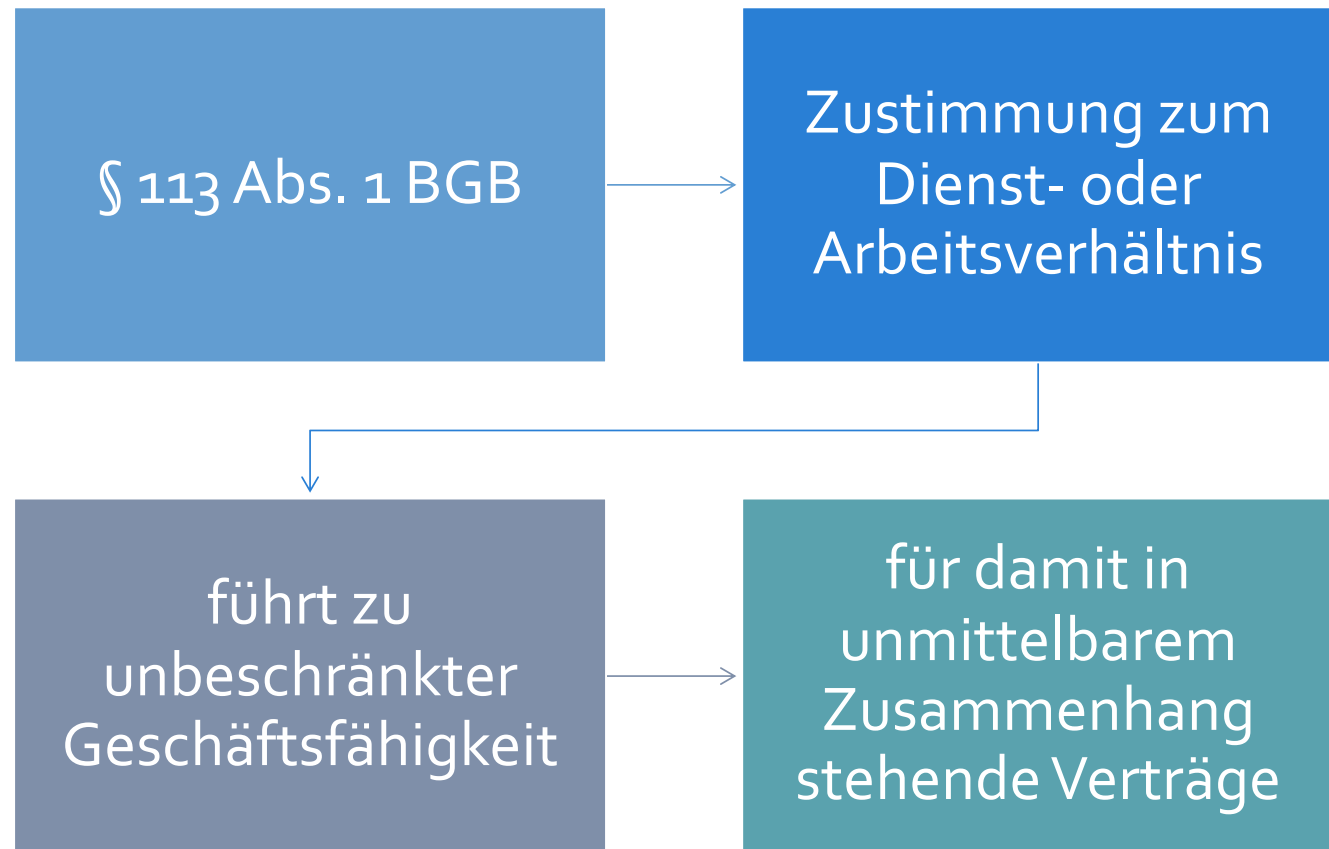 § 113 Abs. 1 BGB
Zustimmung zum
Dienst- oder
Arbeitsverhältnis
führt zu
unbeschränkter
Geschäftsfähigkeit
für damit in
unmittelbarem
Zusammenhang
stehende Verträge